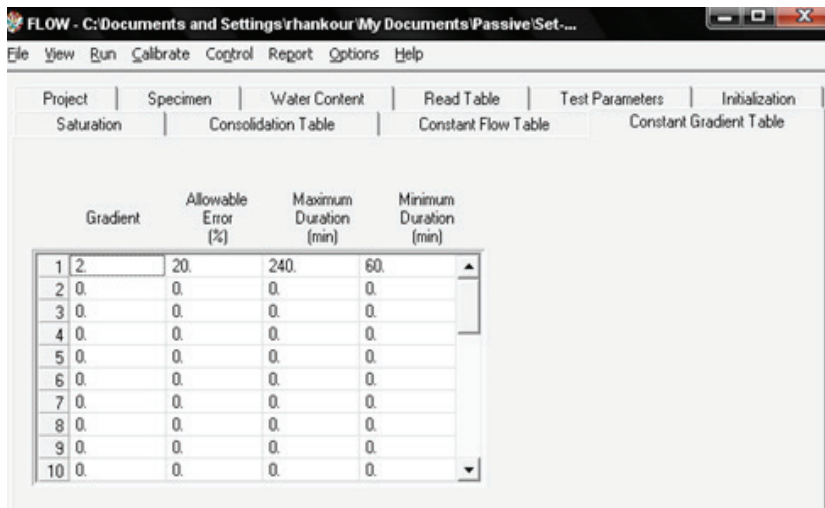 FLOW - C:\Documents and Settings\rhankour\My Documents\Passive\Set-...
File View Run Calibrate Control Report Options Help
Project Specimen Water Content Read Table Test Parameters Initialization
Saturation Consolidation Table Constant Flow Table Constant Gradient Table
Gradient Allowable Error (%) Maximum Duration (min) Minimum Duration (min)
1 2. 20. 240. 60.
2 0. 0. 0. 0.
3 0. 0. 0. 0.
4 0. 0. 0. 0.
5 0. 0. 0. 0.
6 0. 0. 0. 0.
7 0. 0. 0. 0.
8 0. 0. 0. 0.
9 0. 0. 0. 0.
10 0. 0. 0. 0.